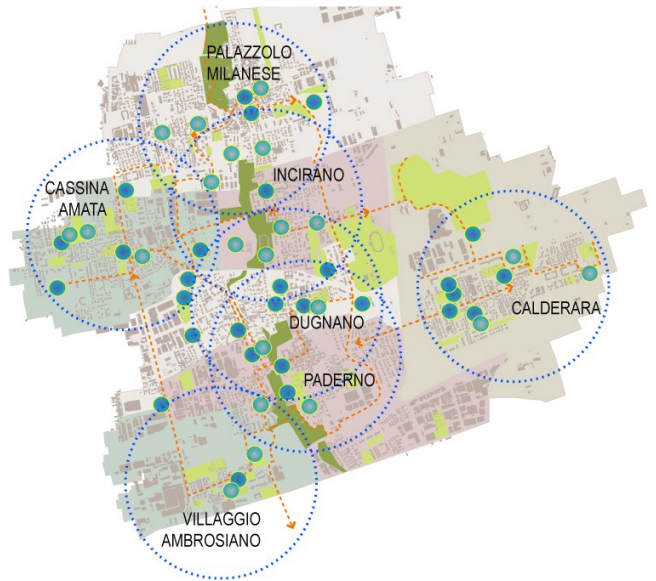 PALAZZOLO
MILANESE
CASSINA
AMATA
INCIRANO
CALDERARA
DUGNANO
PADERNO
VILLAGGIO
AMBROSIANO